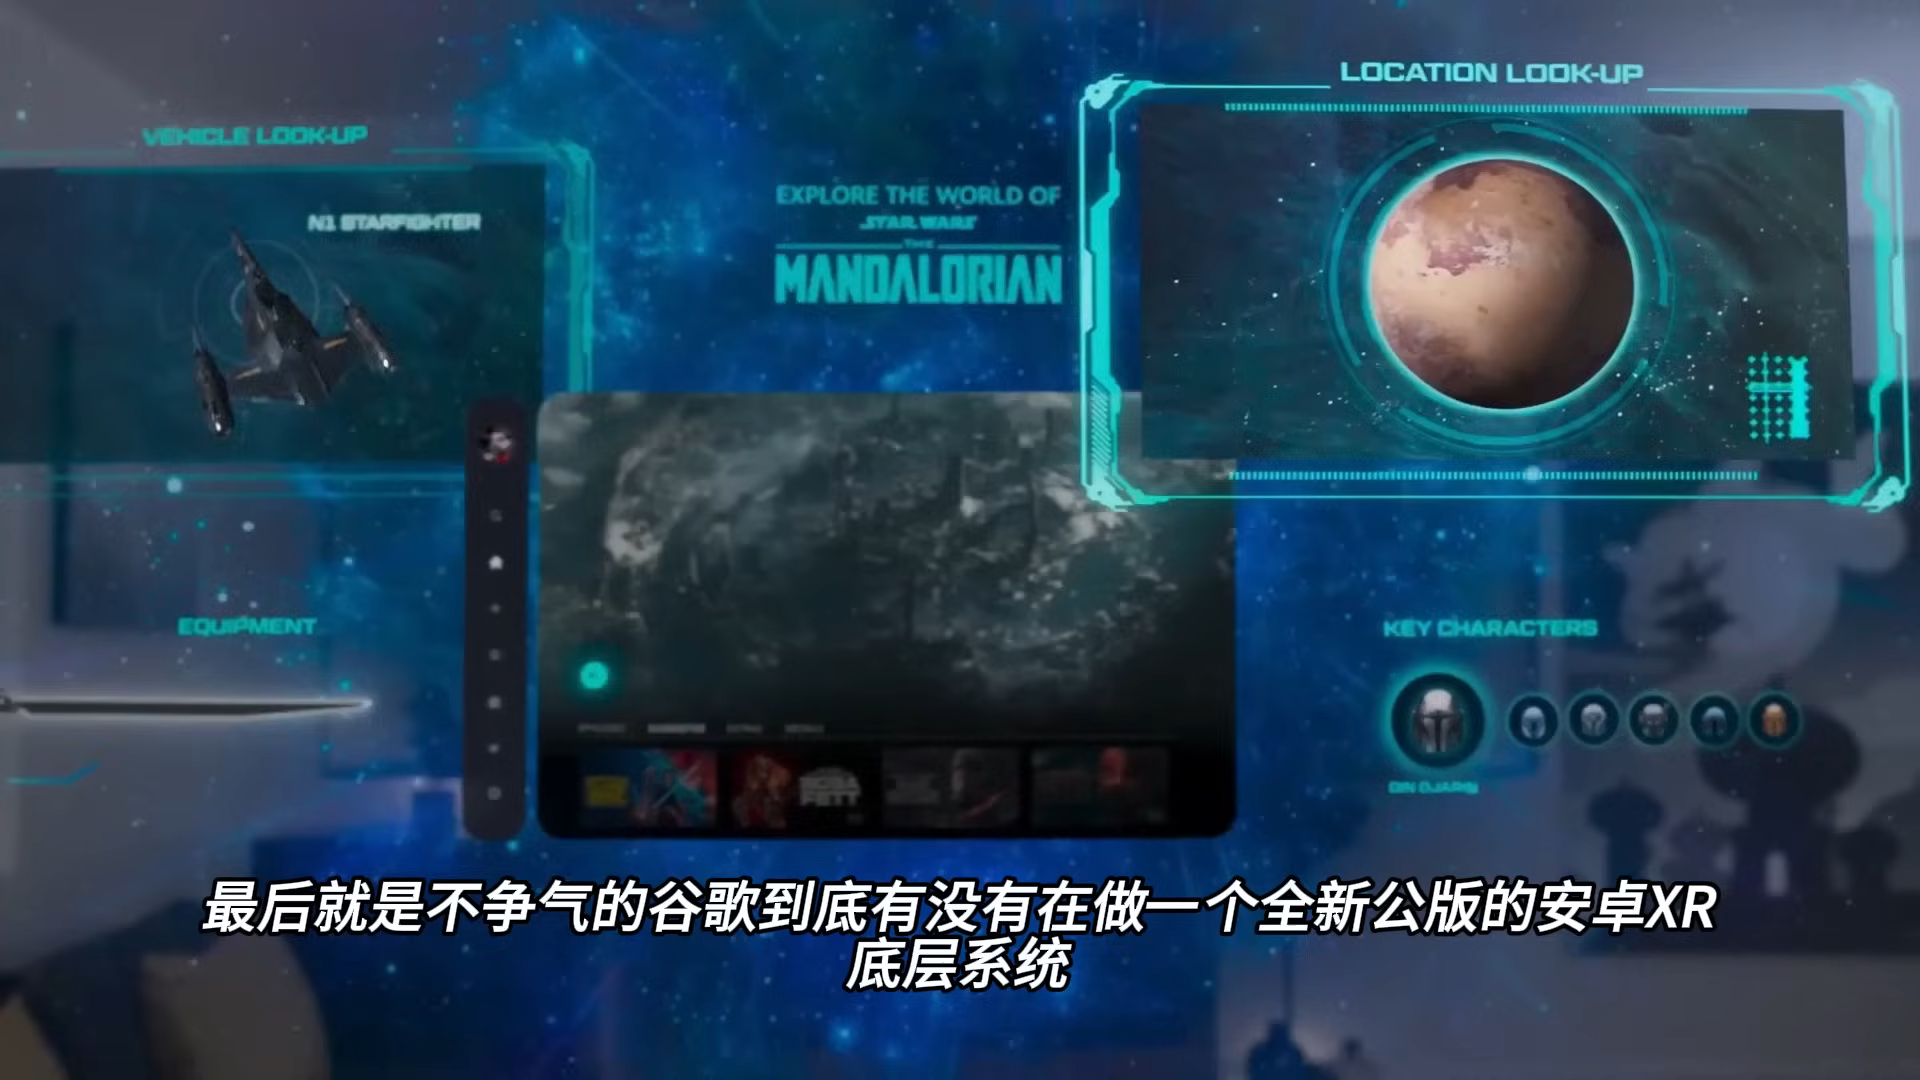 LOCATION LOOK-UP
VEHICLE LOOK-UP
N1 STARFIGHTER
EXPLORE THE WORLD OF
STAR WARS
THE
MANDALORIAN
EQUIPMENT
KEY CHARACTERS
DIN DJARIN
BOBA
FETT
最后就是不争气的谷歌到底有没有在做一个全新公版的安卓XR
底层系统